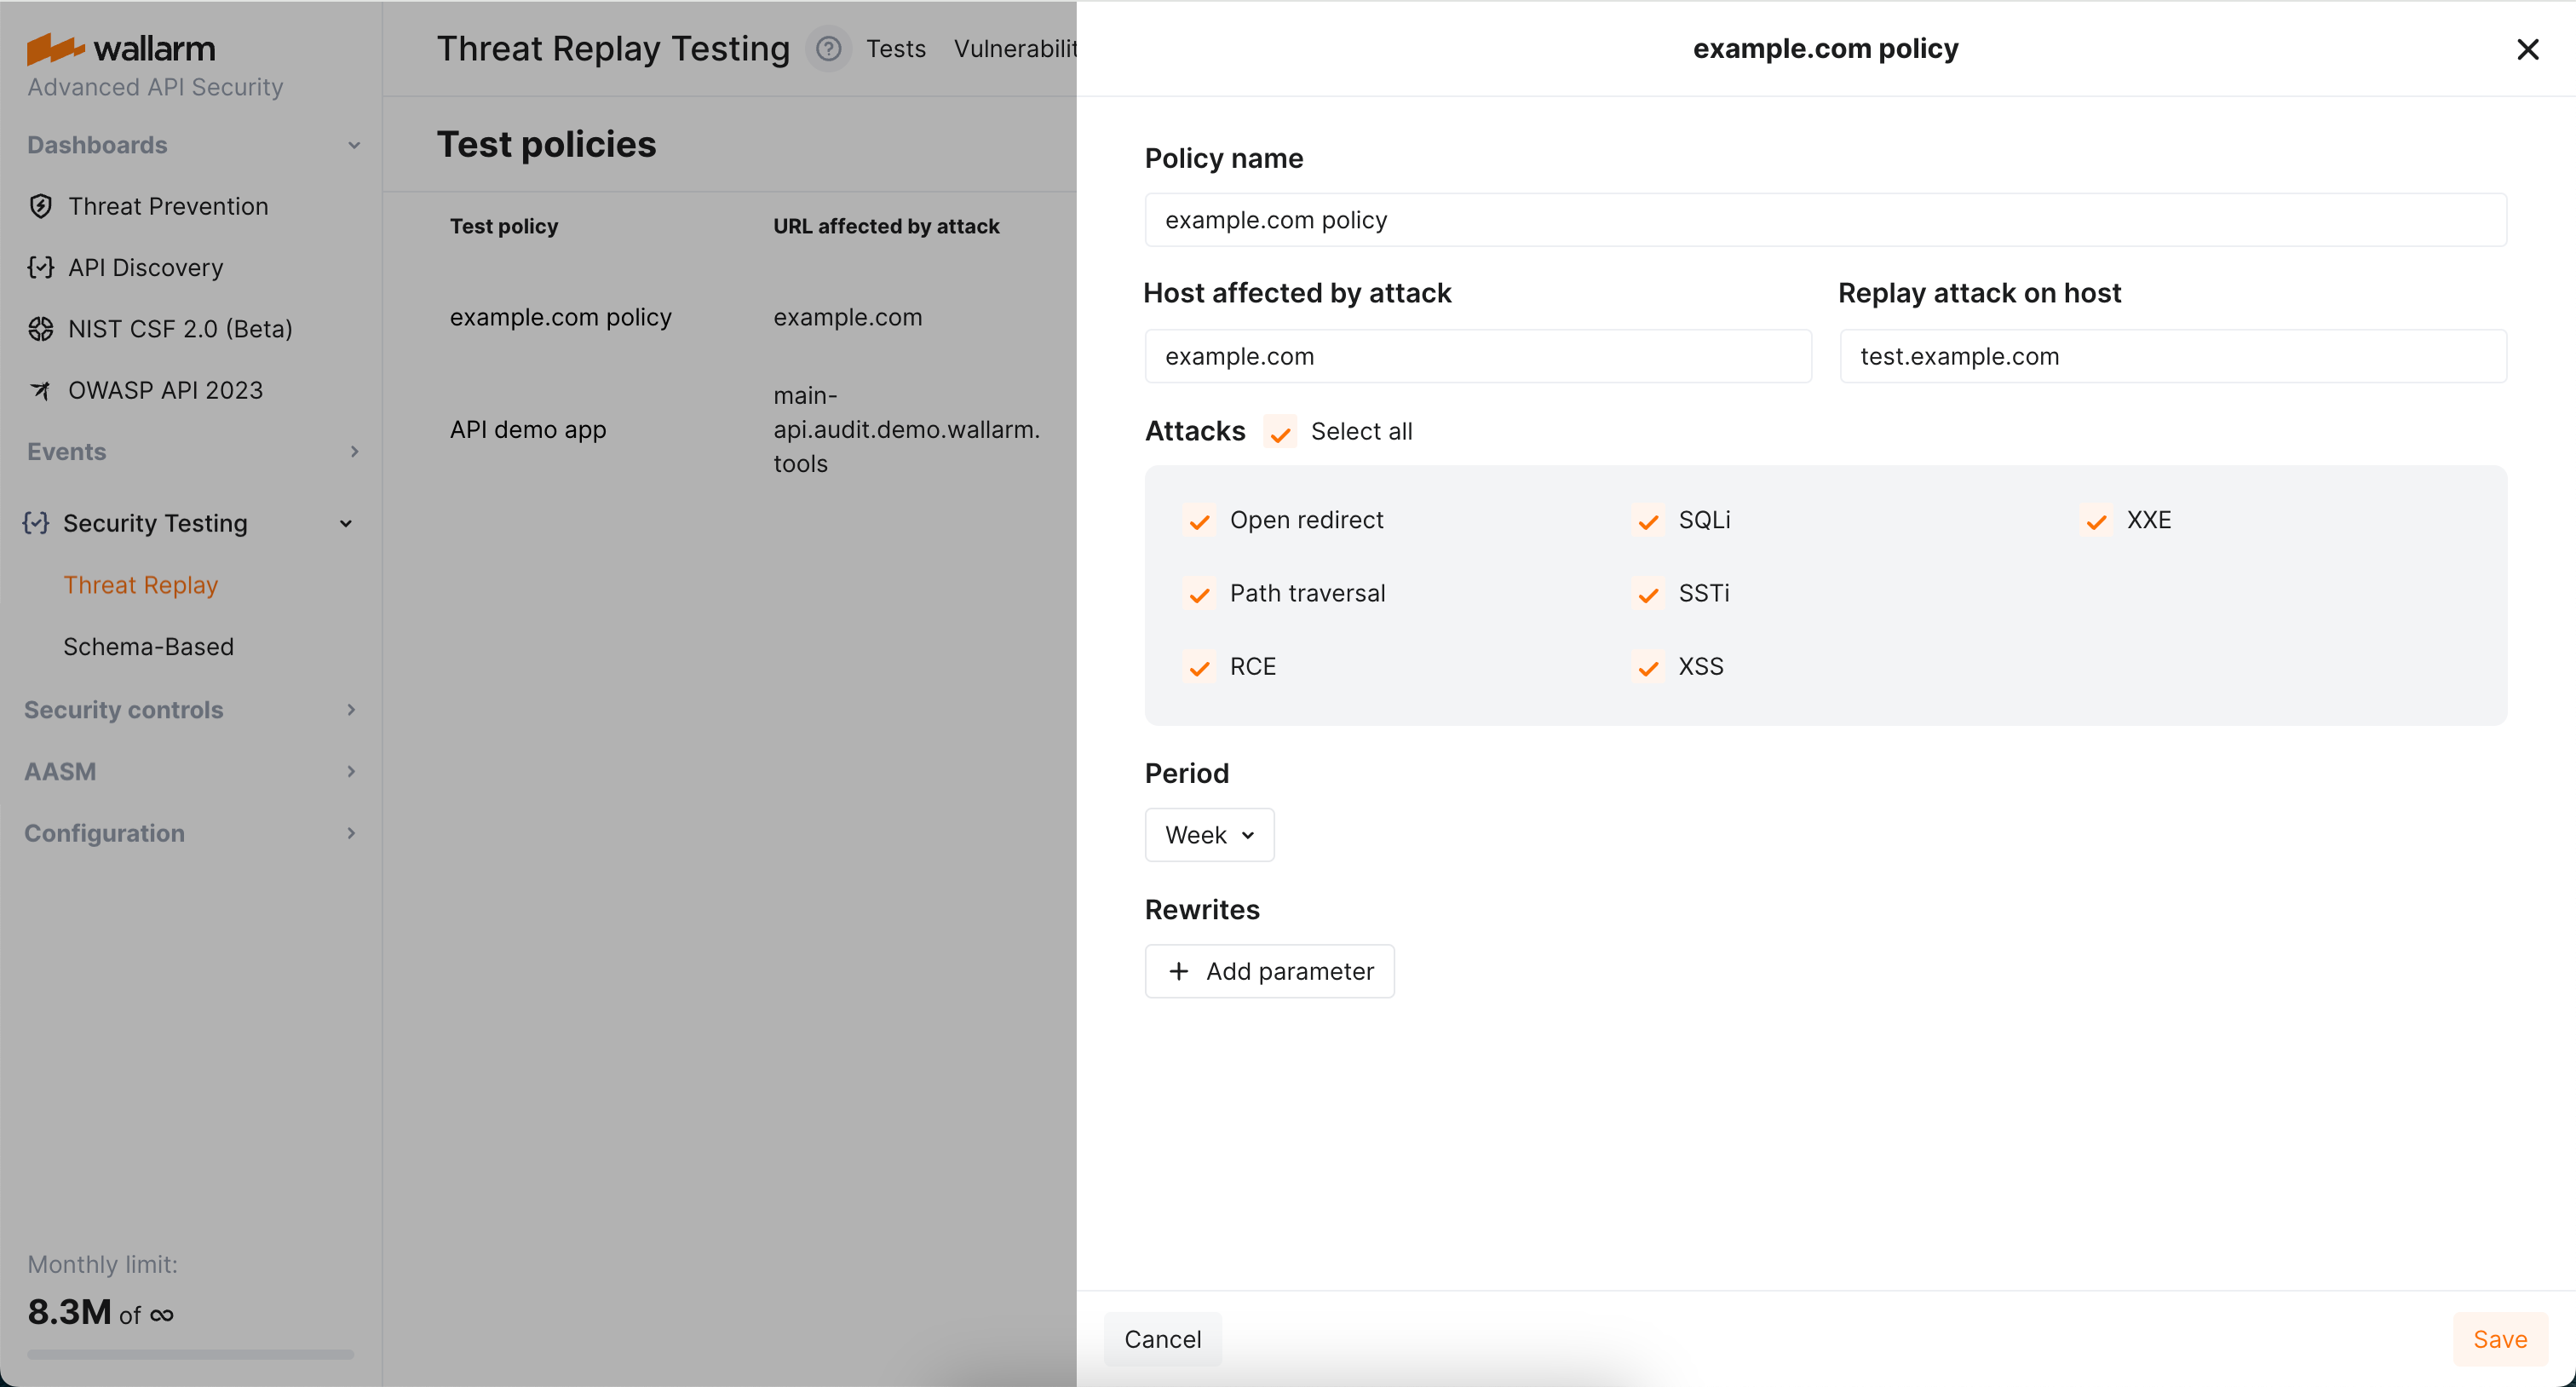 wallarm
Advanced API Security
Dashboards
Threat Prevention
API Discovery
NIST CSF 2.0 (Beta)
OWASP API 2023
Events
Security Testing
Threat Replay
Schema-Based
Security controls
AASM
Configuration
Monthly limit:
8.3M of ∞
Threat Replay Testing ? Tests Vulnerabilit
Test policies
Test policy URL affected by attack
example.com policy example.com
API demo app main-
api.audit.demo.wallarm.
tools
example.com policy
Policy name
example.com policy
Host affected by attack Replay attack on host
example.com test.example.com
Attacks Select all
Open redirect SQLi XXE
Path traversal SSTi
RCE XSS
Period
Week
Rewrites
+ Add parameter
Cancel Save